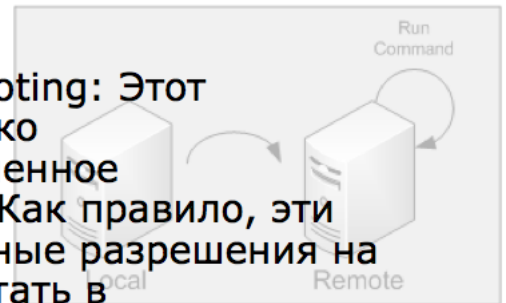 Run
Command
oting: Этот
ко
енное
Как правило, эти
ные разрешения на
тать в
Local
Remote